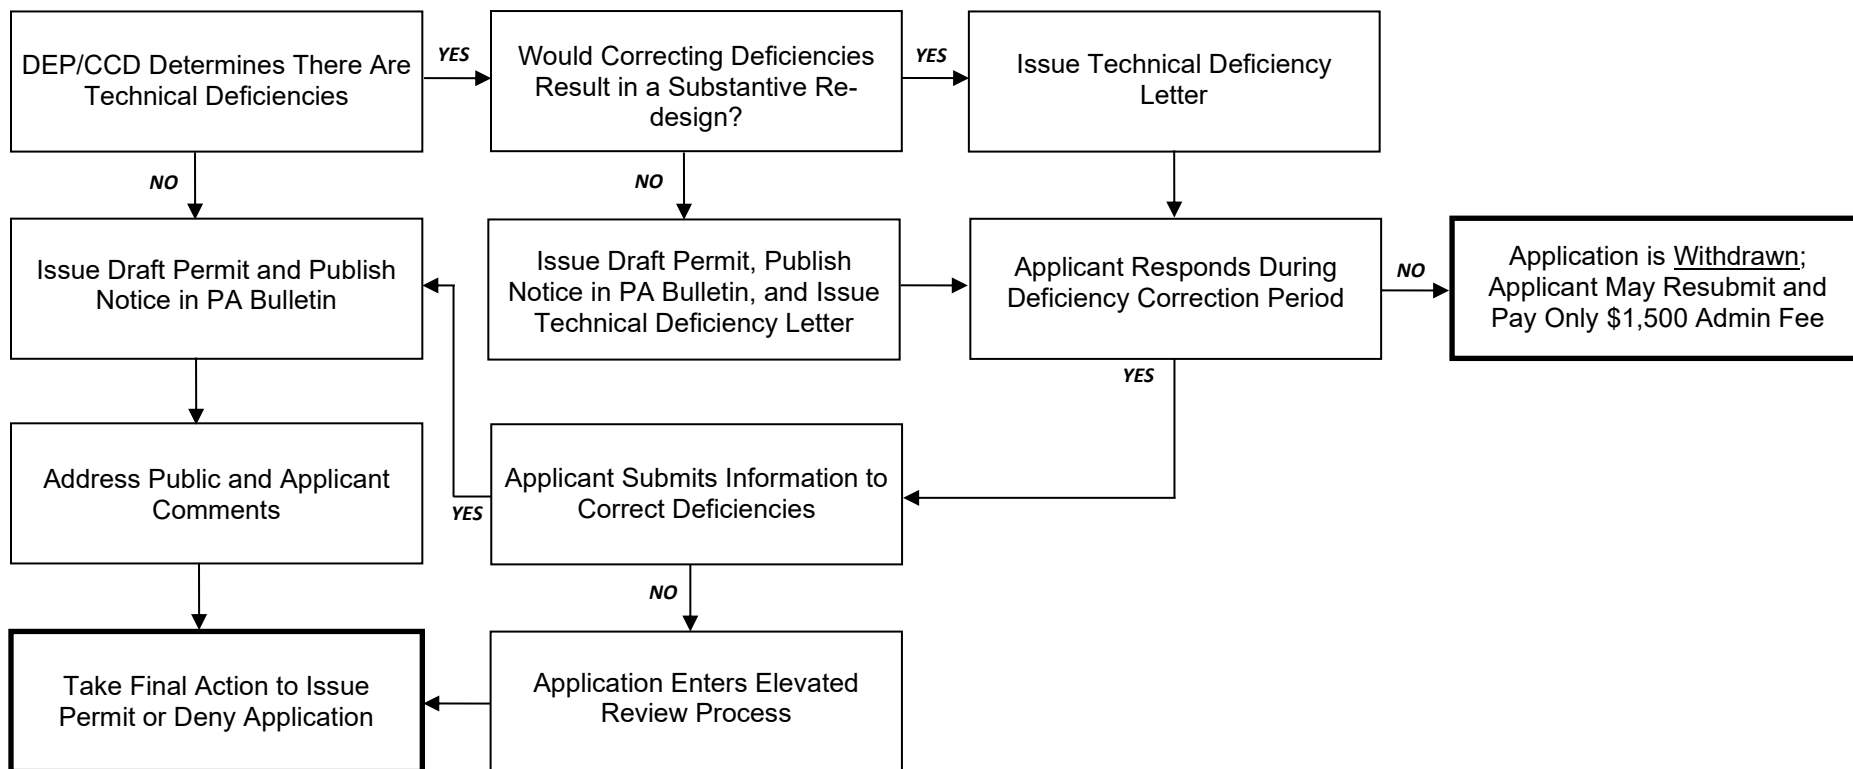 DEP/CCD Determines There Are
Technical Deficiencies
YES
Would Correcting Deficiencies
Result in a Substantive Re-
design?
YES
Issue Technical Deficiency
Letter
NO
NO
Issue Draft Permit and Publish
Notice in PA Bulletin
Issue Draft Permit, Publish
Notice in PA Bulletin, and Issue
Technical Deficiency Letter
Applicant Responds During
Deficiency Correction Period
NO
Application is Withdrawn;
Applicant May Resubmit and
Pay Only $1,500 Admin Fee
YES
Address Public and Applicant
Comments
YES
Applicant Submits Information to
Correct Deficiencies
NO
Take Final Action to Issue
Permit or Deny Application
Application Enters Elevated
Review Process